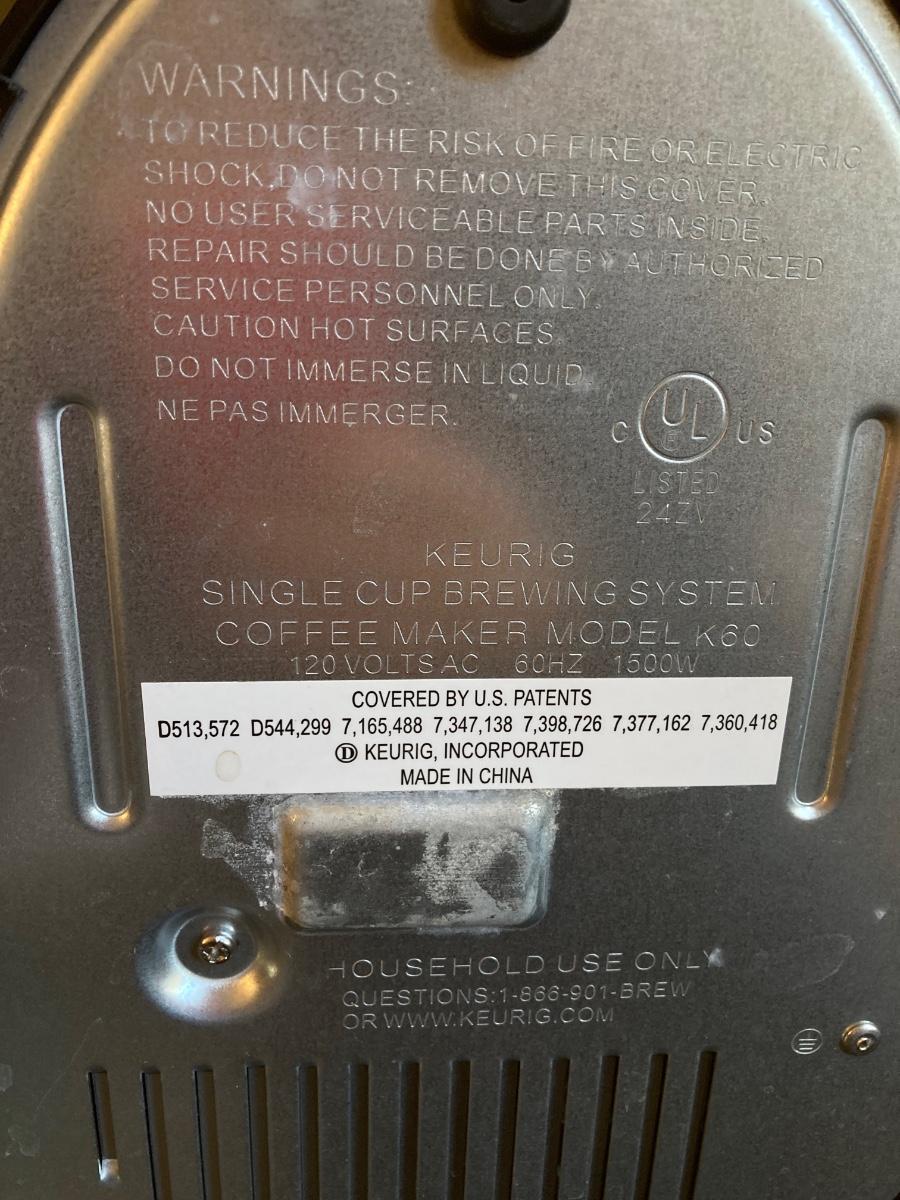 WARNINGS:
TO REDUCE THE RISK OF FIRE OR ELECTRIC
SHOCK, DO NOT REMOVE THIS COVER.
NO USER SERVICEABLE PARTS INSIDE.
REPAIR SHOULD BE DONE BY AUTHORIZED
SERVICE PERSONNEL ONLY.
CAUTION HOT SURFACES.
DO NOT IMMERSE IN LIQUID.
NE PAS IMMERGER.
C UL US
LISTED
24ZV
KEURIG
SINGLE CUP BREWING SYSTEM
COFFEE MAKER MODEL K60
120 VOLTS AC 60HZ 1500W
COVERED BY U.S. PATENTS
D513,572 D544,299 7,165,488 7,347,138 7,398,726 7,377,162 7,360,418
D KEURIG, INCORPORATED
MADE IN CHINA
HOUSEHOLD USE ONLY
QUESTIONS:1-866-901-BREW
OR WWW.KEURIG.COM